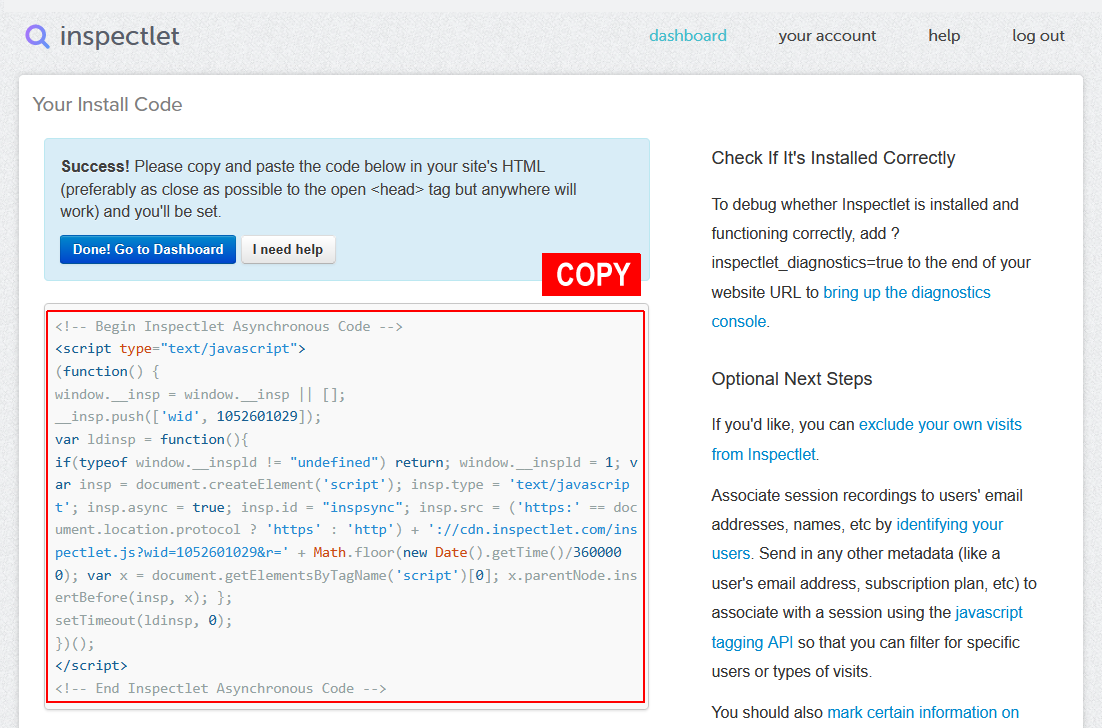 inspectlet
dashboard your account help log out
Your Install Code
Success! Please copy and paste the code below in your site's HTML
(preferably as close as possible to the open <head> tag but anywhere will
work) and you'll be set.
Done! Go to Dashboard I need help
COPY
<!-- Begin Inspectlet Asynchronous Code -->
<script type="text/javascript">
(function() {
window.__insp = window.__insp || [];
__insp.push(['wid', 1052601029]);
var ldinsp = function(){
if(typeof window.__inspld != "undefined") return; window.__inspld = 1; v
ar insp = document.createElement('script'); insp.type = 'text/javascrip
t'; insp.async = true; insp.id = "inspsync"; insp.src = ('https:' == doc
ument.location.protocol ? 'https' : 'http') + '://cdn.inspectlet.com/ins
pectlet.js?wid=1052601029&r=' + Math.floor(new Date().getTime()/360000
0); var x = document.getElementsByTagName('script')[0]; x.parentNode.ins
ertBefore(insp, x); };
setTimeout(ldinsp, 0);
})();
</script>
<!-- End Inspectlet Asynchronous Code -->
Check If It's Installed Correctly
To debug whether Inspectlet is installed and
functioning correctly, add ?
inspectlet_diagnostics=true to the end of your
website URL to bring up the diagnostics
console.
Optional Next Steps
If you'd like, you can exclude your own visits
from Inspectlet.
Associate session recordings to users' email
addresses, names, etc by identifying your
users. Send in any other metadata (like a
user's email address, subscription plan, etc) to
associate with a session using the javascript
tagging API so that you can filter for specific
users or types of visits.
You should also mark certain information on